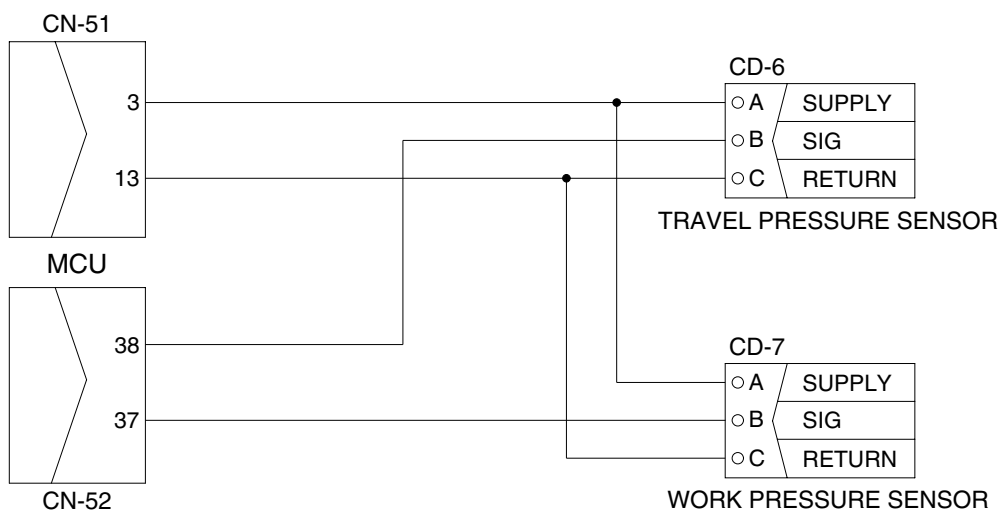 CN-51
3
13
MCU
38
37
CN-52
CD-6
A SUPPLY
B SIG
C RETURN
TRAVEL PRESSURE SENSOR
CD-7
A SUPPLY
B SIG
C RETURN
WORK PRESSURE SENSOR